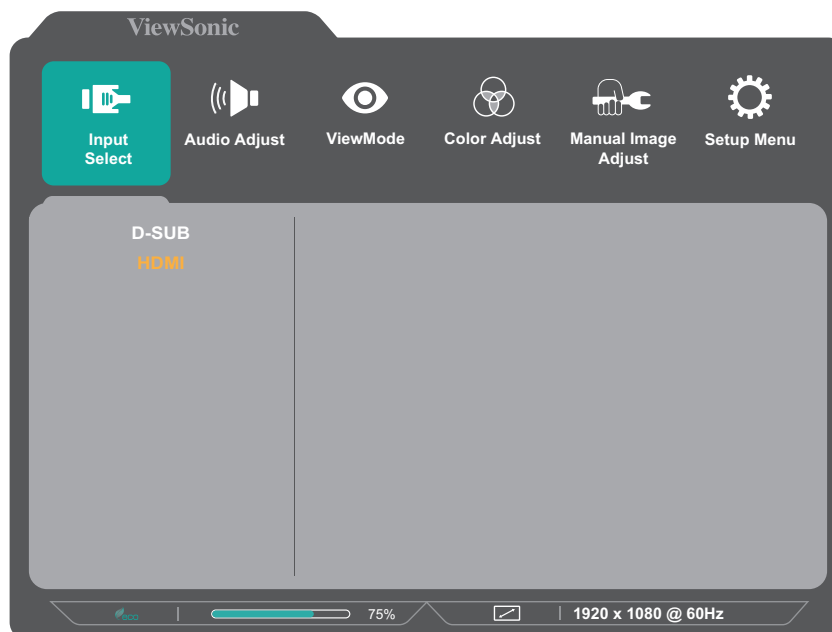 ViewSonic
Input
Select
Audio Adjust
ViewMode
Color Adjust
Manual Image
Adjust
Setup Menu
D-SUB
HDMI
eco
75%
1920 x 1080 @ 60Hz